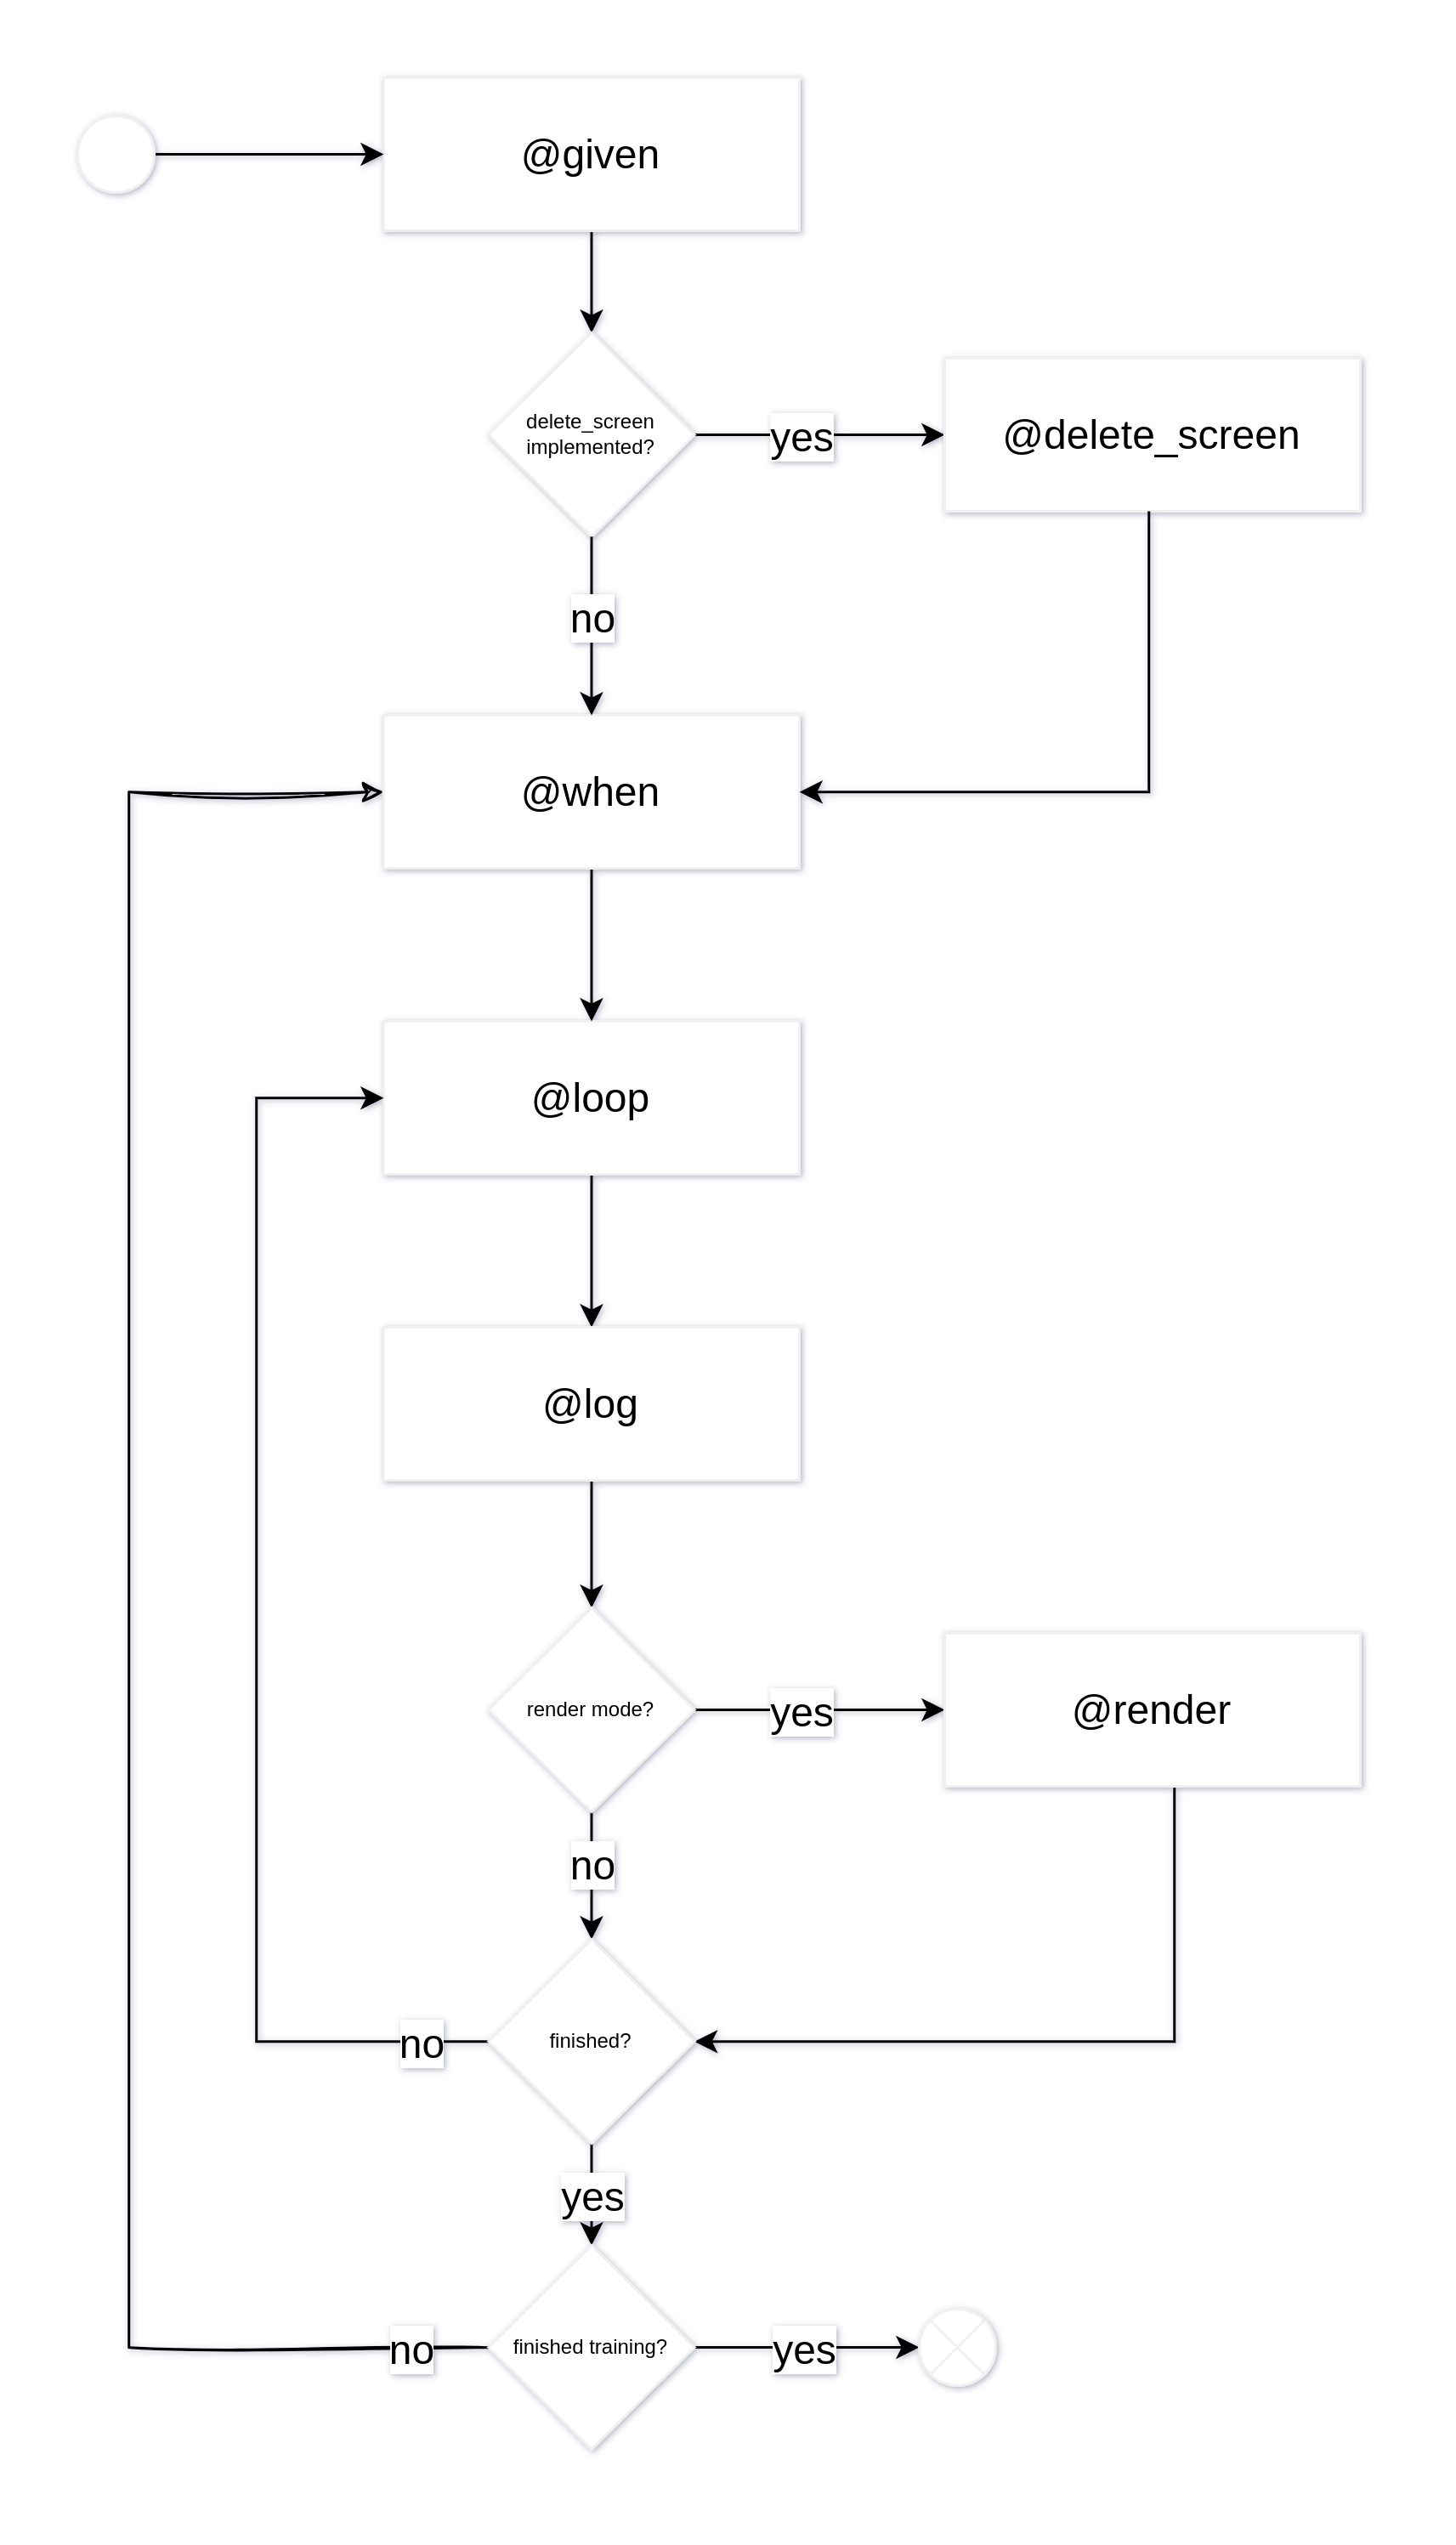 @given
delete_screen
implemented?
yes
@delete_screen
no
@when
@loop
@log
render mode?
yes
@render
no
finished?
no
yes
finished training?
no
yes